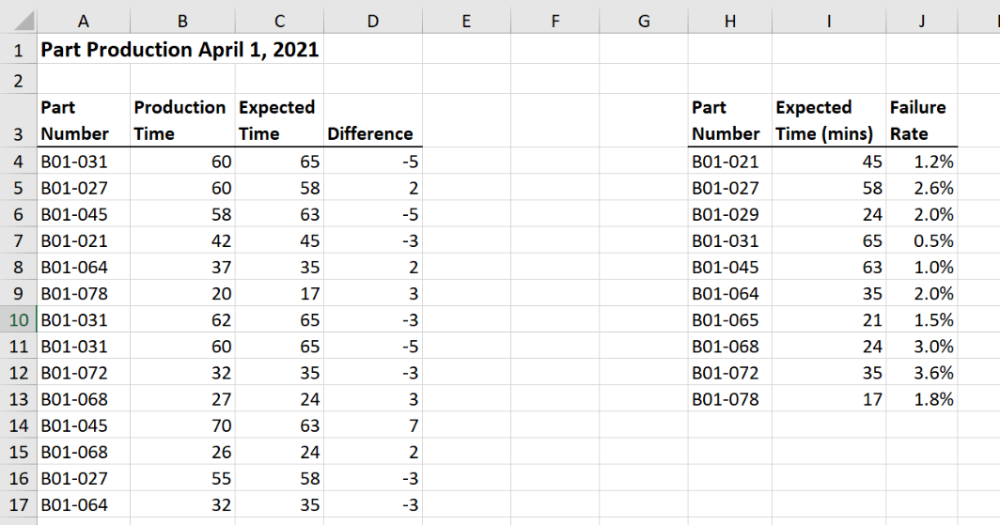 A B C D E F G H I J
1 Part Production April 1, 2021
2
Part Production Expected Part Expected Failure
3 Number Time Time Difference Number Time (mins) Rate
4 B01-031 60 65 -5 B01-021 45 1.2%
5 B01-027 60 58 2 B01-027 58 2.6%
6 B01-045 58 63 -5 B01-029 24 2.0%
7 B01-021 42 45 -3 B01-031 65 0.5%
8 B01-064 37 35 2 B01-045 63 1.0%
9 B01-078 20 17 3 B01-064 35 2.0%
10 B01-031 62 65 -3 B01-065 21 1.5%
11 B01-031 60 65 -5 B01-068 24 3.0%
12 B01-072 32 35 -3 B01-072 35 3.6%
13 B01-068 27 24 3 B01-078 17 1.8%
14 B01-045 70 63 7
15 B01-068 26 24 2
16 B01-027 55 58 -3
17 B01-064 32 35 -3